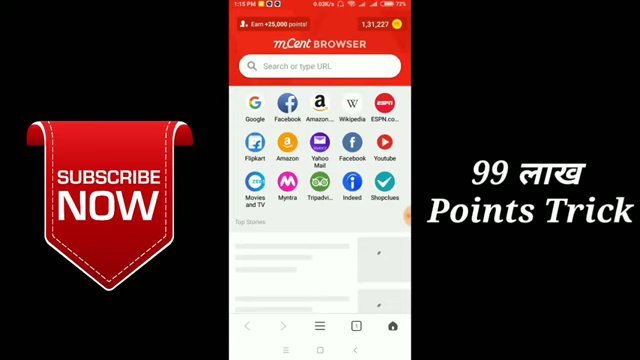 1:15 PM
0.03K/s
73%
Earn +25,000 points!
1,31,227
mCent BROWSER
Search or type URL
Google
Facebook
Amazon...
Wikipedia
ESPN.co...
Flipkart
Amazon
Yahoo Mail
Facebook
Youtube
Movies and TV
Myntra
Tripadvi...
Indeed
Shopclues
Top Stories
SUBSCRIBE
NOW
99 लाख
Points Trick